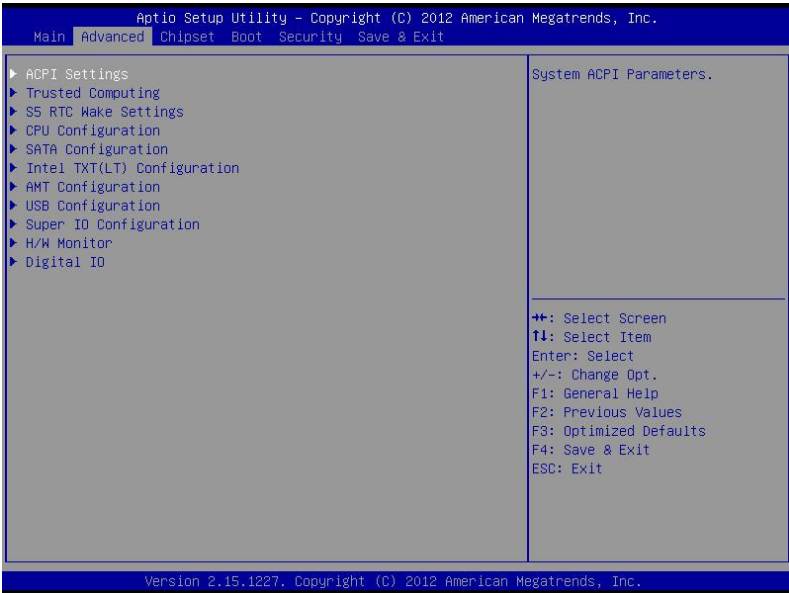 Aptio Setup Utility – Copyright (C) 2012 American Megatrends, Inc.
Main Advanced Chipset Boot Security Save & Exit
▶ ACPI Settings
▶ Trusted Computing
▶ S5 RTC Wake Settings
▶ CPU Configuration
▶ SATA Configuration
▶ Intel TXT(LT) Configuration
▶ AMT Configuration
▶ USB Configuration
▶ Super IO Configuration
▶ H/W Monitor
▶ Digital IO
System ACPI Parameters.
→←: Select Screen
↑↓: Select Item
Enter: Select
+/-: Change Opt.
F1: General Help
F2: Previous Values
F3: Optimized Defaults
F4: Save & Exit
ESC: Exit
Version 2.15.1227. Copyright (C) 2012 American Megatrends, Inc.